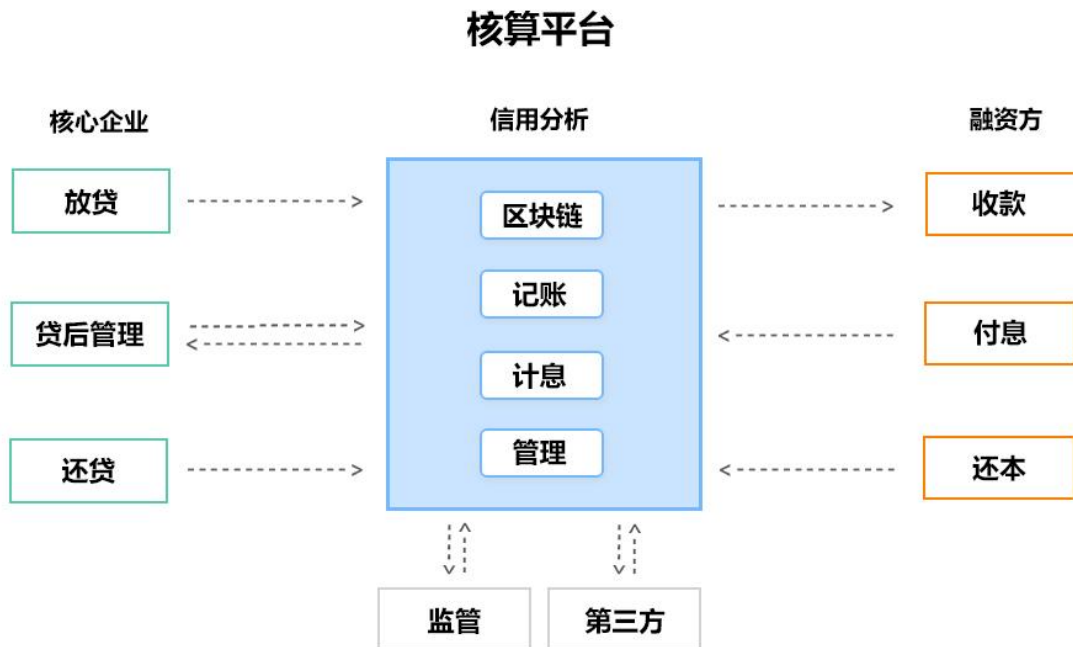 核算平台
核心企业
信用分析
融资方
放贷
区块链
收款
记账
贷后管理
付息
计息
还贷
管理
还本
监管
第三方